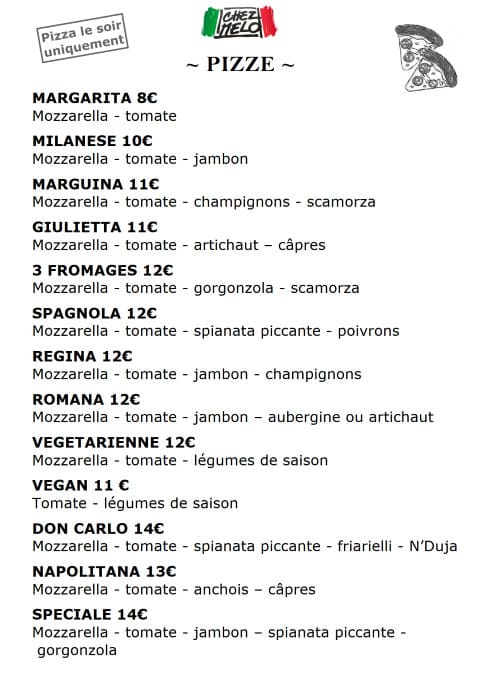 Pizza le soir
uniquement
CHEZ
MELO
~ PIZZE ~
MARGARITA 8€
Mozzarella - tomate
MILANESE 10€
Mozzarella - tomate - jambon
MARGUINA 11€
Mozzarella - tomate - champignons - scamorza
GIULIETTA 11€
Mozzarella - tomate - artichaut – câpres
3 FROMAGES 12€
Mozzarella - tomate - gorgonzola - scamorza
SPAGNOLA 12€
Mozzarella - tomate - spianata piccante - poivrons
REGINA 12€
Mozzarella - tomate - jambon - champignons
ROMANA 12€
Mozzarella - tomate - jambon – aubergine ou artichaut
VEGETARIENNE 12€
Mozzarella - tomate - légumes de saison
VEGAN 11 €
Tomate - légumes de saison
DON CARLO 14€
Mozzarella - tomate - spianata piccante - friarielli - N’Duja
NAPOLITANA 13€
Mozzarella - tomate - anchois – câpres
SPECIALE 14€
Mozzarella - tomate - jambon – spianata piccante -
gorgonzola